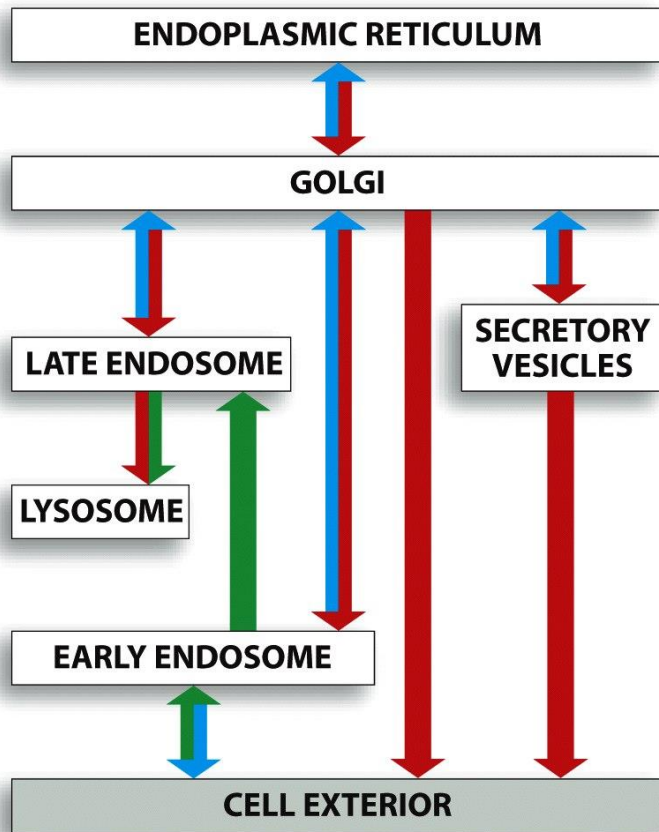 ENDOPLASMIC RETICULUM
GOLGI
LATE ENDOSOME
SECRETORY
VESICLES
LYSOSOME
EARLY ENDOSOME
CELL EXTERIOR